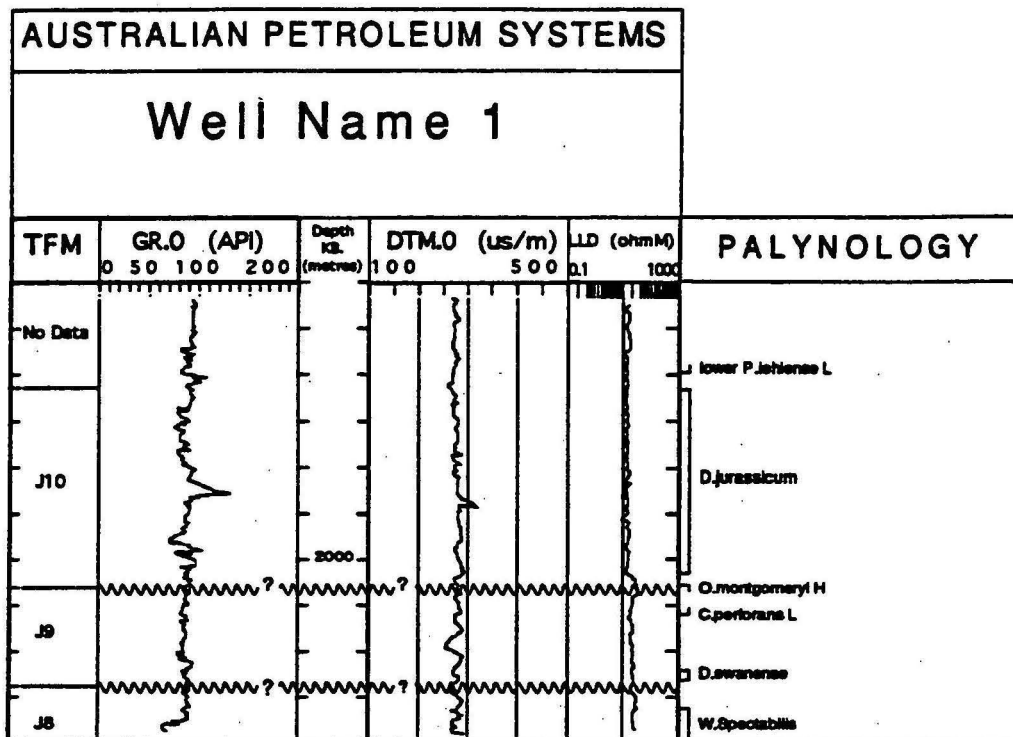 AUSTRALIAN PETROLEUM SYSTEMS
Well Name 1
TFM
GR.0 (API)
0 50 100 200
Depth
KB.
(metres)
DTM.0 (us/m)
100 500
LLD (ohmM)
0.1 1000
PALYNOLOGY
No Data
lower P.iehiense L
J10
D.jurassicum
2000
? ?
O.montgomeryi H
C.perforans L
J9
D.swanense
? ?
J8
W.Spectabilis